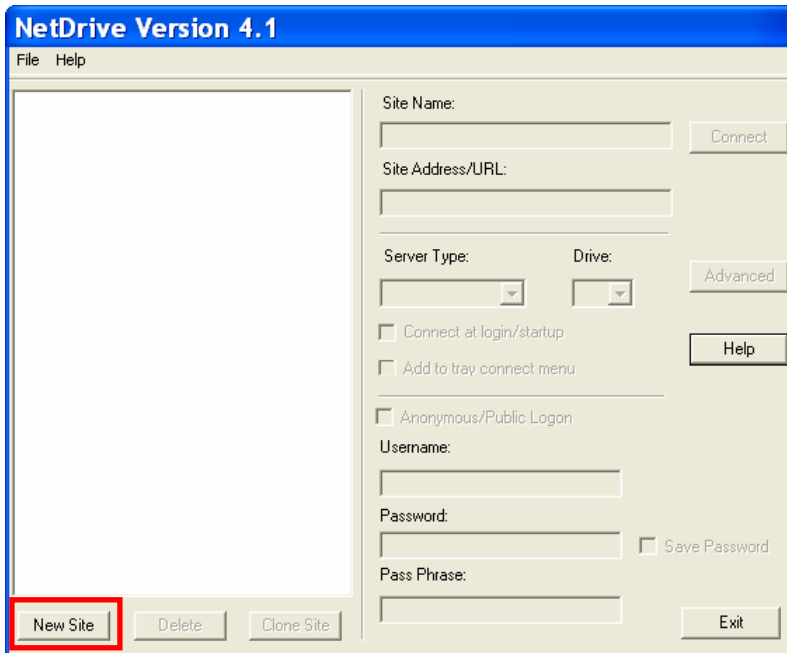 NetDrive Version 4.1
File Help
Site Name:
Connect
Site Address/URL:
Server Type: Drive:
Advanced
Connect at login/startup
Help
Add to tray connect menu
Anonymous/Public Logon
Username:
Password:
Save Password
Pass Phrase:
New Site Delete Clone Site Exit